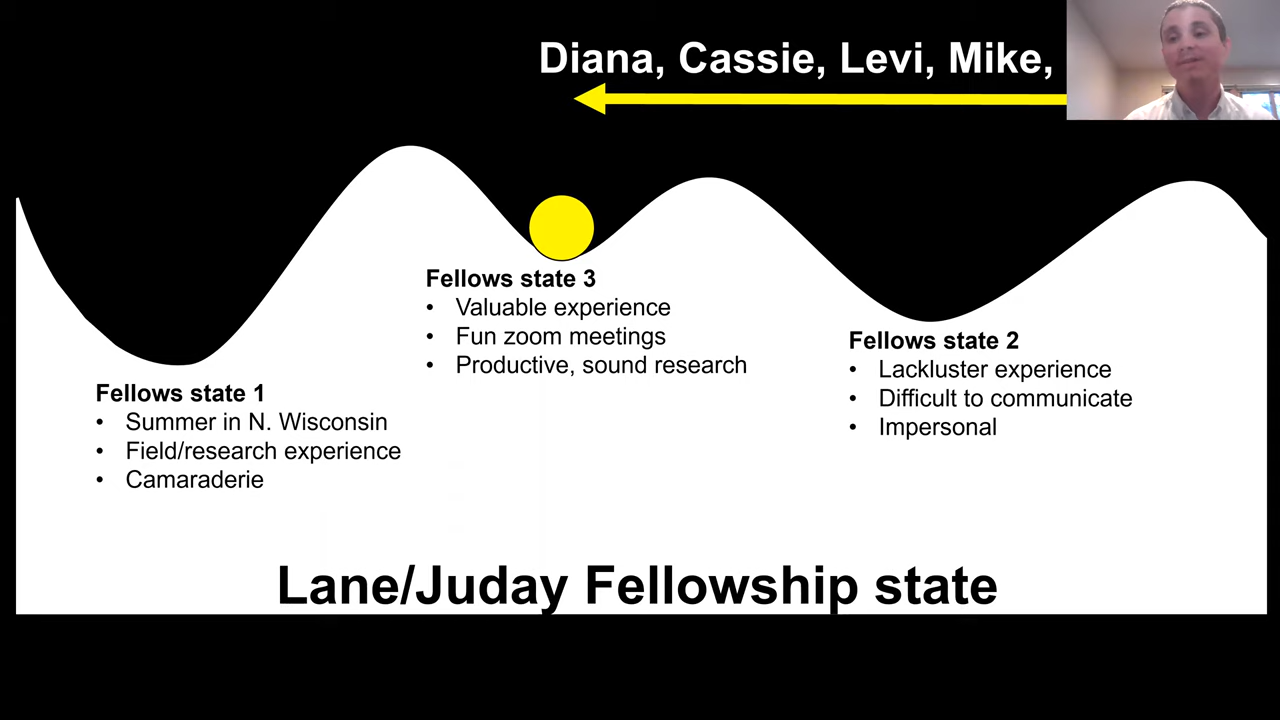 Diana, Cassie, Levi, Mike,
Fellows state 3
• Valuable experience
• Fun zoom meetings
• Productive, sound research
Fellows state 2
• Lackluster experience
• Difficult to communicate
• Impersonal
Fellows state 1
• Summer in N. Wisconsin
• Field/research experience
• Camaraderie
Lane/Juday Fellowship state